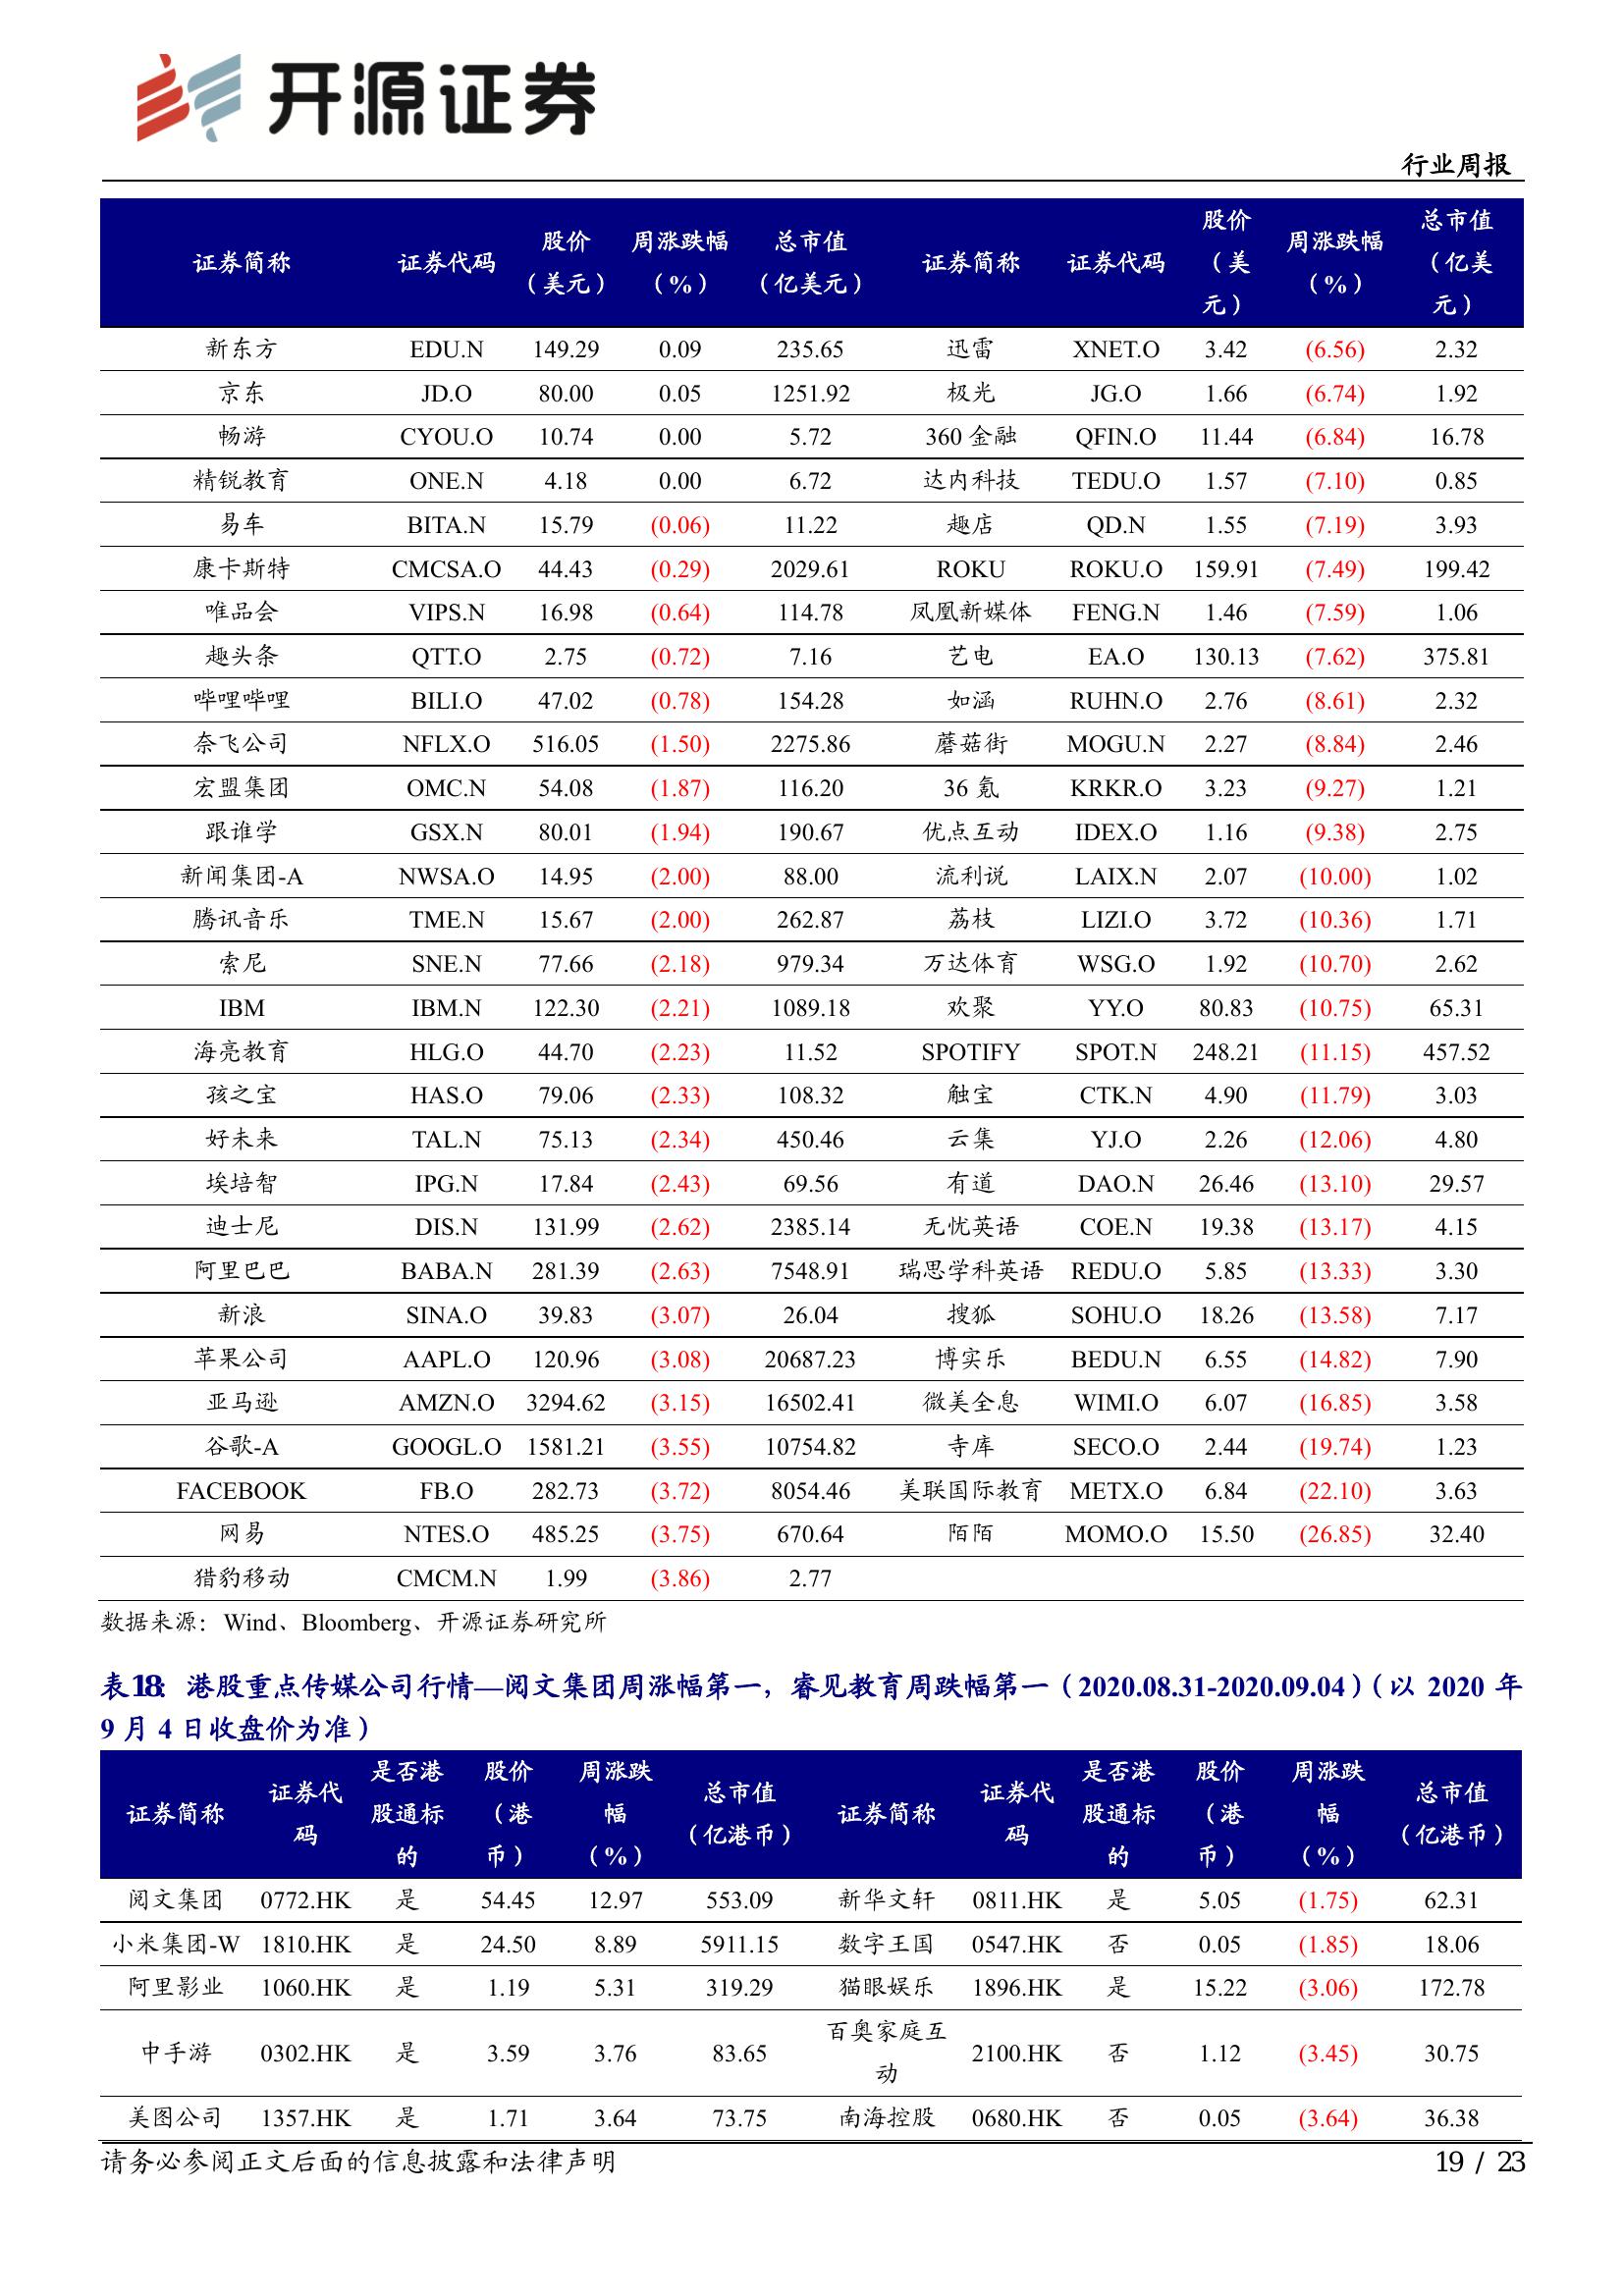 开源证券
行业周报
证券简称 证券代码 股价（美元） 周涨跌幅（%） 总市值（亿美元） 证券简称 证券代码 股价（美元） 周涨跌幅（%） 总市值（亿美元）
新东方 EDU.N 149.29 0.09 235.65 迅雷 XNET.O 3.42 (6.56) 2.32
京东 JD.O 80.00 0.05 1251.92 极光 JG.O 1.66 (6.74) 1.92
畅游 CYOU.O 10.74 0.00 5.72 360 金融 QFIN.O 11.44 (6.84) 16.78
精锐教育 ONE.N 4.18 0.00 6.72 达内科技 TEDU.O 1.57 (7.10) 0.85
易车 BITA.N 15.79 (0.06) 11.22 趣店 QD.N 1.55 (7.19) 3.93
康卡斯特 CMCSA.O 44.43 (0.29) 2029.61 ROKU ROKU.O 159.91 (7.49) 199.42
唯品会 VIPS.N 16.98 (0.64) 114.78 凤凰新媒体 FENG.N 1.46 (7.59) 1.06
趣头条 QTT.O 2.75 (0.72) 7.16 艺电 EA.O 130.13 (7.62) 375.81
哔哩哔哩 BILI.O 47.02 (0.78) 154.28 如涵 RUHN.O 2.76 (8.61) 2.32
奈飞公司 NFLX.O 516.05 (1.50) 2275.86 蘑菇街 MOGU.N 2.27 (8.84) 2.46
宏盟集团 OMC.N 54.08 (1.87) 116.20 36 氪 KRKR.O 3.23 (9.27) 1.21
跟谁学 GSX.N 80.01 (1.94) 190.67 优点互动 IDEX.O 1.16 (9.38) 2.75
新闻集团-A NWSA.O 14.95 (2.00) 88.00 流利说 LAIX.N 2.07 (10.00) 1.02
腾讯音乐 TME.N 15.67 (2.00) 262.87 荔枝 LIZI.O 3.72 (10.36) 1.71
索尼 SNE.N 77.66 (2.18) 979.34 万达体育 WSG.O 1.92 (10.70) 2.62
IBM IBM.N 122.30 (2.21) 1089.18 欢聚 YY.O 80.83 (10.75) 65.31
海亮教育 HLG.O 44.70 (2.23) 11.52 SPOTIFY SPOT.N 248.21 (11.15) 457.52
孩之宝 HAS.O 79.06 (2.33) 108.32 触宝 CTK.N 4.90 (11.79) 3.03
好未来 TAL.N 75.13 (2.34) 450.46 云集 YJ.O 2.26 (12.06) 4.80
埃培智 IPG.N 17.84 (2.43) 69.56 有道 DAO.N 26.46 (13.10) 29.57
迪士尼 DIS.N 131.99 (2.62) 2385.14 无忧英语 COE.N 19.38 (13.17) 4.15
阿里巴巴 BABA.N 281.39 (2.63) 7548.91 瑞思学科英语 REDU.O 5.85 (13.33) 3.30
新浪 SINA.O 39.83 (3.07) 26.04 搜狐 SOHU.O 18.26 (13.58) 7.17
苹果公司 AAPL.O 120.96 (3.08) 20687.23 博实乐 BEDU.N 6.55 (14.82) 7.90
亚马逊 AMZN.O 3294.62 (3.15) 16502.41 微美全息 WIMI.O 6.07 (16.85) 3.58
谷歌-A GOOGL.O 1581.21 (3.55) 10754.82 寺库 SECO.O 2.44 (19.74) 1.23
FACEBOOK FB.O 282.73 (3.72) 8054.46 美联国际教育 METX.O 6.84 (22.10) 3.63
网易 NTES.O 485.25 (3.75) 670.64 陌陌 MOMO.O 15.50 (26.85) 32.40
猎豹移动 CMCM.N 1.99 (3.86) 2.77
数据来源：Wind、Bloomberg、开源证券研究所
表18：港股重点传媒公司行情—阅文集团周涨幅第一，睿见教育周跌幅第一（2020.08.31-2020.09.04）（以 2020 年
9 月 4 日收盘价为准）
证券简称 证券代码 是否港股通标的 股价（港币） 周涨跌幅（%） 总市值（亿港币） 证券简称 证券代码 是否港股通标的 股价（港币） 周涨跌幅（%） 总市值（亿港币）
阅文集团 0772.HK 是 54.45 12.97 553.09 新华文轩 0811.HK 是 5.05 (1.75) 62.31
小米集团-W 1810.HK 是 24.50 8.89 5911.15 数字王国 0547.HK 否 0.05 (1.85) 18.06
阿里影业 1060.HK 是 1.19 5.31 319.29 猫眼娱乐 1896.HK 是 15.22 (3.06) 172.78
中手游 0302.HK 是 3.59 3.76 83.65 百奥家庭互动 2100.HK 否 1.12 (3.45) 30.75
美图公司 1357.HK 是 1.71 3.64 73.75 南海控股 0680.HK 否 0.05 (3.64) 36.38
请务必参阅正文后面的信息披露和法律声明
19 / 23